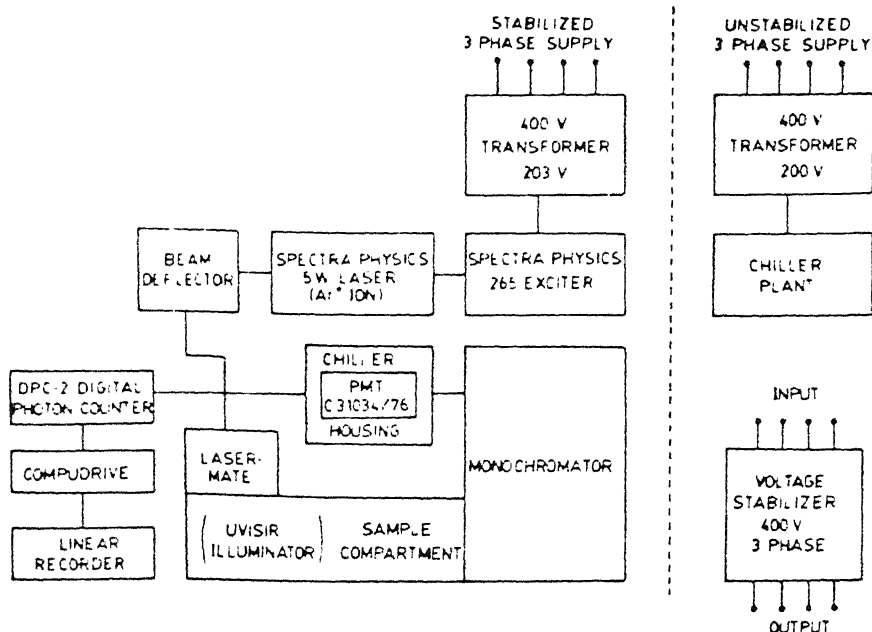 STABILIZED
3 PHASE SUPPLY
UNSTABILIZED
3 PHASE SUPPLY
400 V
TRANSFORMER
203 V
400 V
TRANSFORMER
200 V
BEAM
DEFLECTOR
SPECTRA PHYSICS
5W LASER
(Ar+ ION)
SPECTRA PHYSICS
265 EXCITER
CHILLER
PLANT
DPC-2 DIGITAL
PHOTON COUNTER
CHILLER
PMT
C31034/76
HOUSING
INPUT
COMPUDRIVE
LASER-
MATE
MONOCHROMATOR
VOLTAGE
STABILIZER
400 V
3 PHASE
LINEAR
RECORDER
(UVISIR
ILLUMINATOR)
SAMPLE
COMPARTMENT
OUTPUT